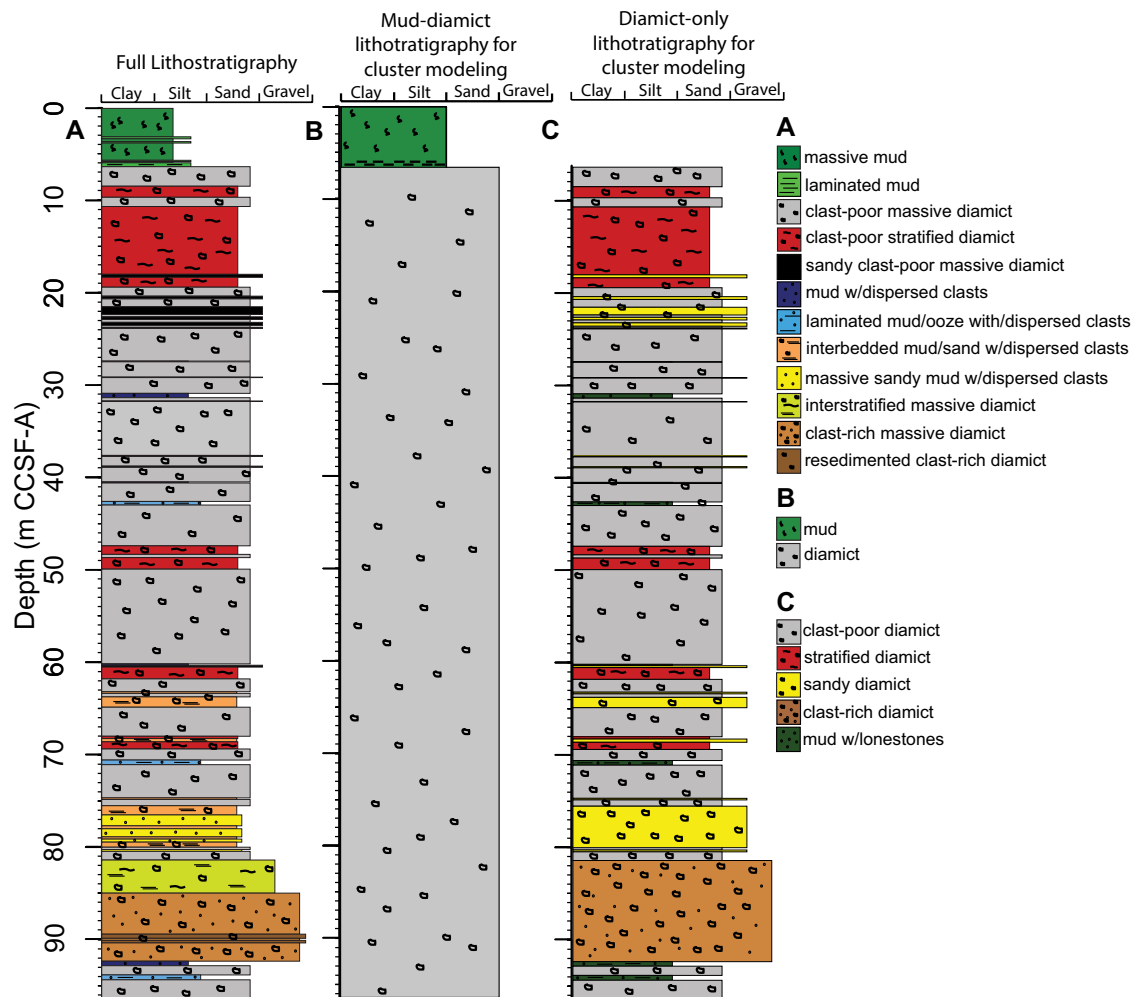 Full Lithostratigraphy
Mud-diamict
lithotratigraphy for
cluster modeling
Diamict-only
lithotratigraphy for
cluster modeling
Clay Silt Sand Gravel
Clay Silt Sand Gravel
Clay Silt Sand Gravel
A
B
C
Depth (m CCSF-A)
0
10
20
30
40
50
60
70
80
90
A
massive mud
laminated mud
clast-poor massive diamict
clast-poor stratified diamict
sandy clast-poor massive diamict
mud w/dispersed clasts
laminated mud/ooze with/dispersed clasts
interbedded mud/sand w/dispersed clasts
massive sandy mud w/dispersed clasts
interstratified massive diamict
clast-rich massive diamict
resedimented clast-rich diamict
B
mud
diamict
C
clast-poor diamict
stratified diamict
sandy diamict
clast-rich diamict
mud w/lonestones